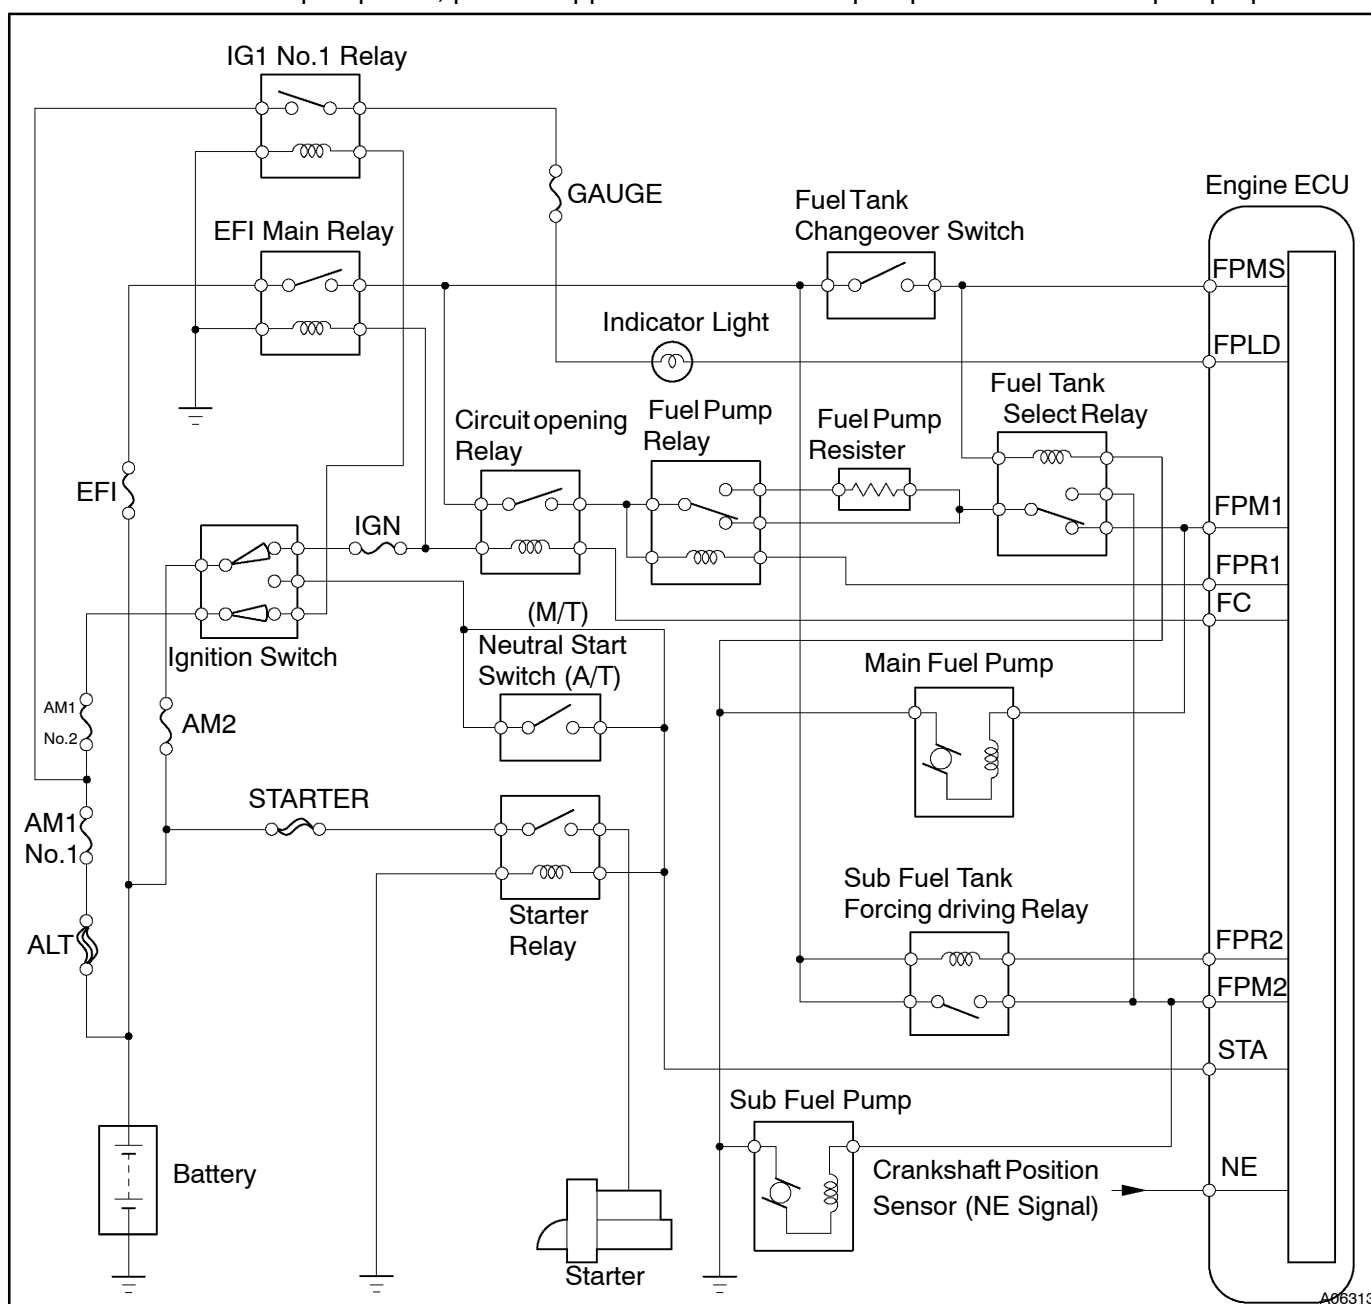 IG1 No.1 Relay
GAUGE
Engine ECU
Fuel Tank
Changeover Switch
EFI Main Relay
FPMS
Indicator Light
FPLD
Fuel Tank
Select Relay
Circuit opening
Relay
Fuel Pump
Relay
Fuel Pump
Resister
EFI
IGN
FPM1
FPR1
FC
(M/T)
Neutral Start
Switch (A/T)
Ignition Switch
Main Fuel Pump
AM1
No.2
AM2
STARTER
AM1
No.1
Sub Fuel Tank
Forcing driving Relay
Starter
Relay
ALT
FPR2
FPM2
STA
Sub Fuel Pump
Battery
Crankshaft Position
Sensor (NE Signal)
NE
Starter
A06313